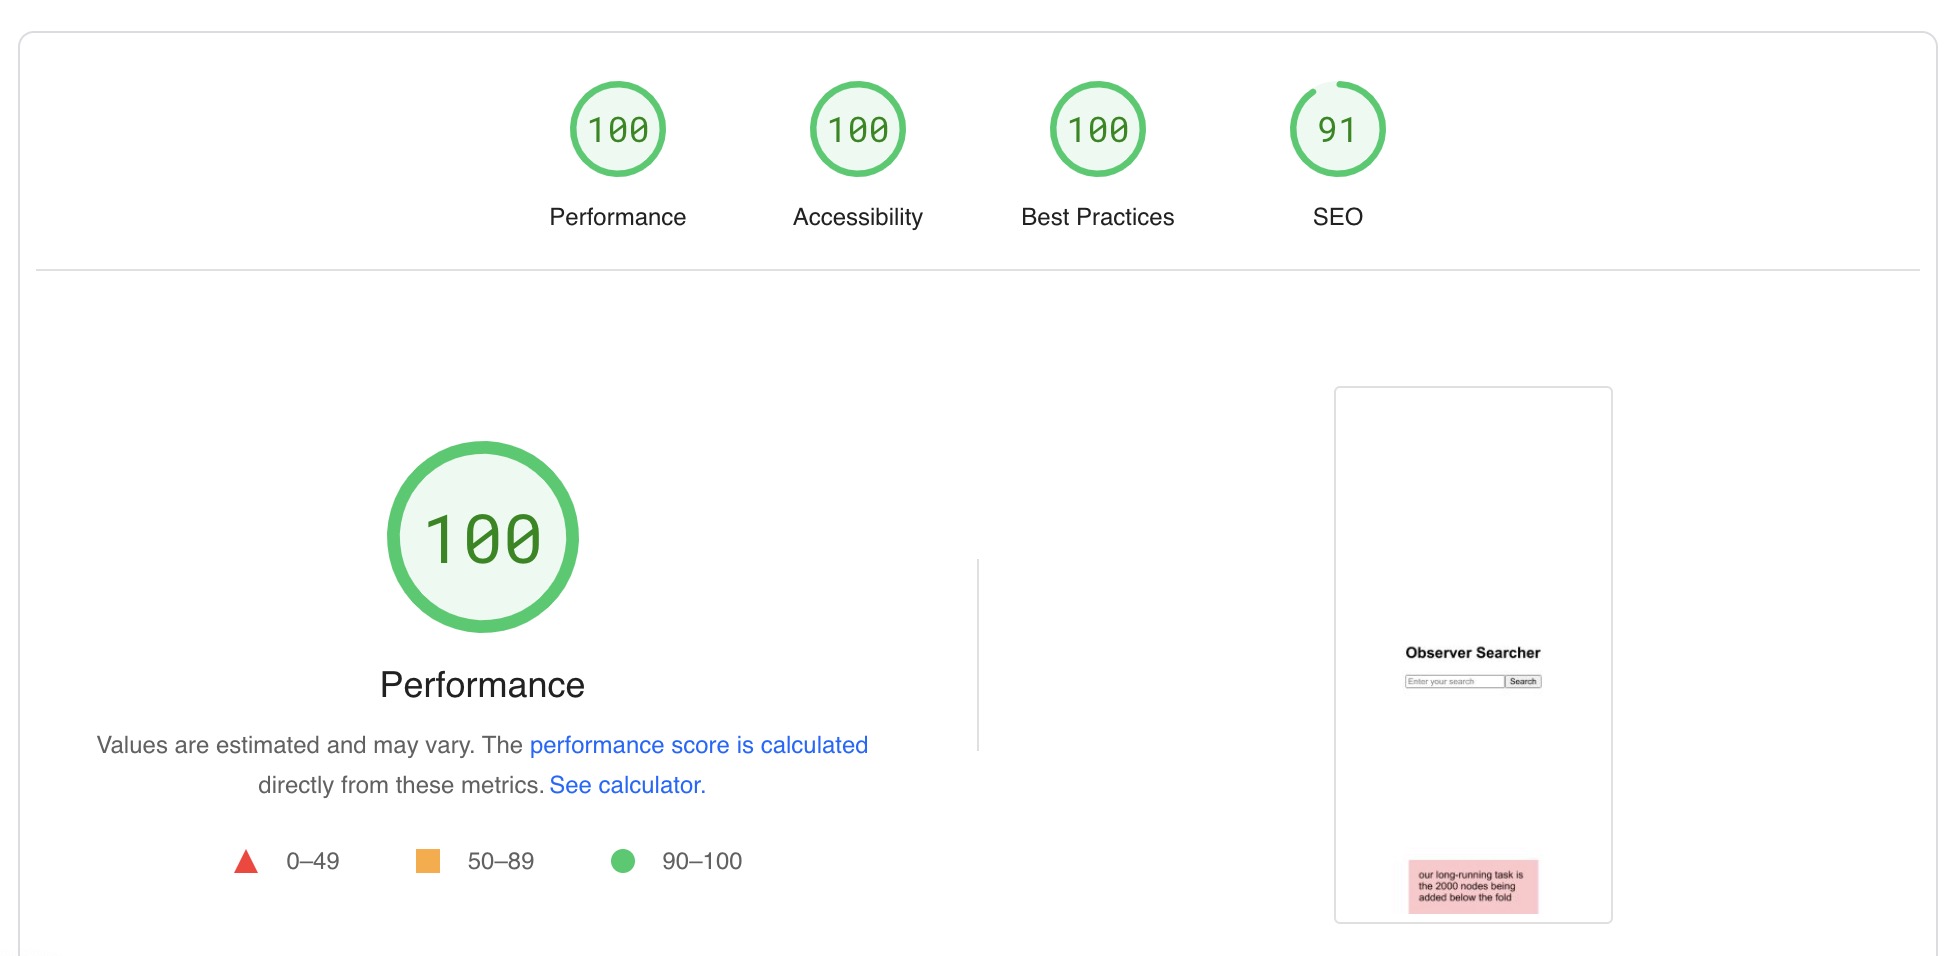 100 100 100 91
Performance Accessibility Best Practices SEO
100
Performance
Values are estimated and may vary. The performance score is calculated
directly from these metrics. See calculator.
0–49 50–89 90–100
Observer Searcher
Enter your search Search
our long-running task is
the 2000 nodes being
added below the fold